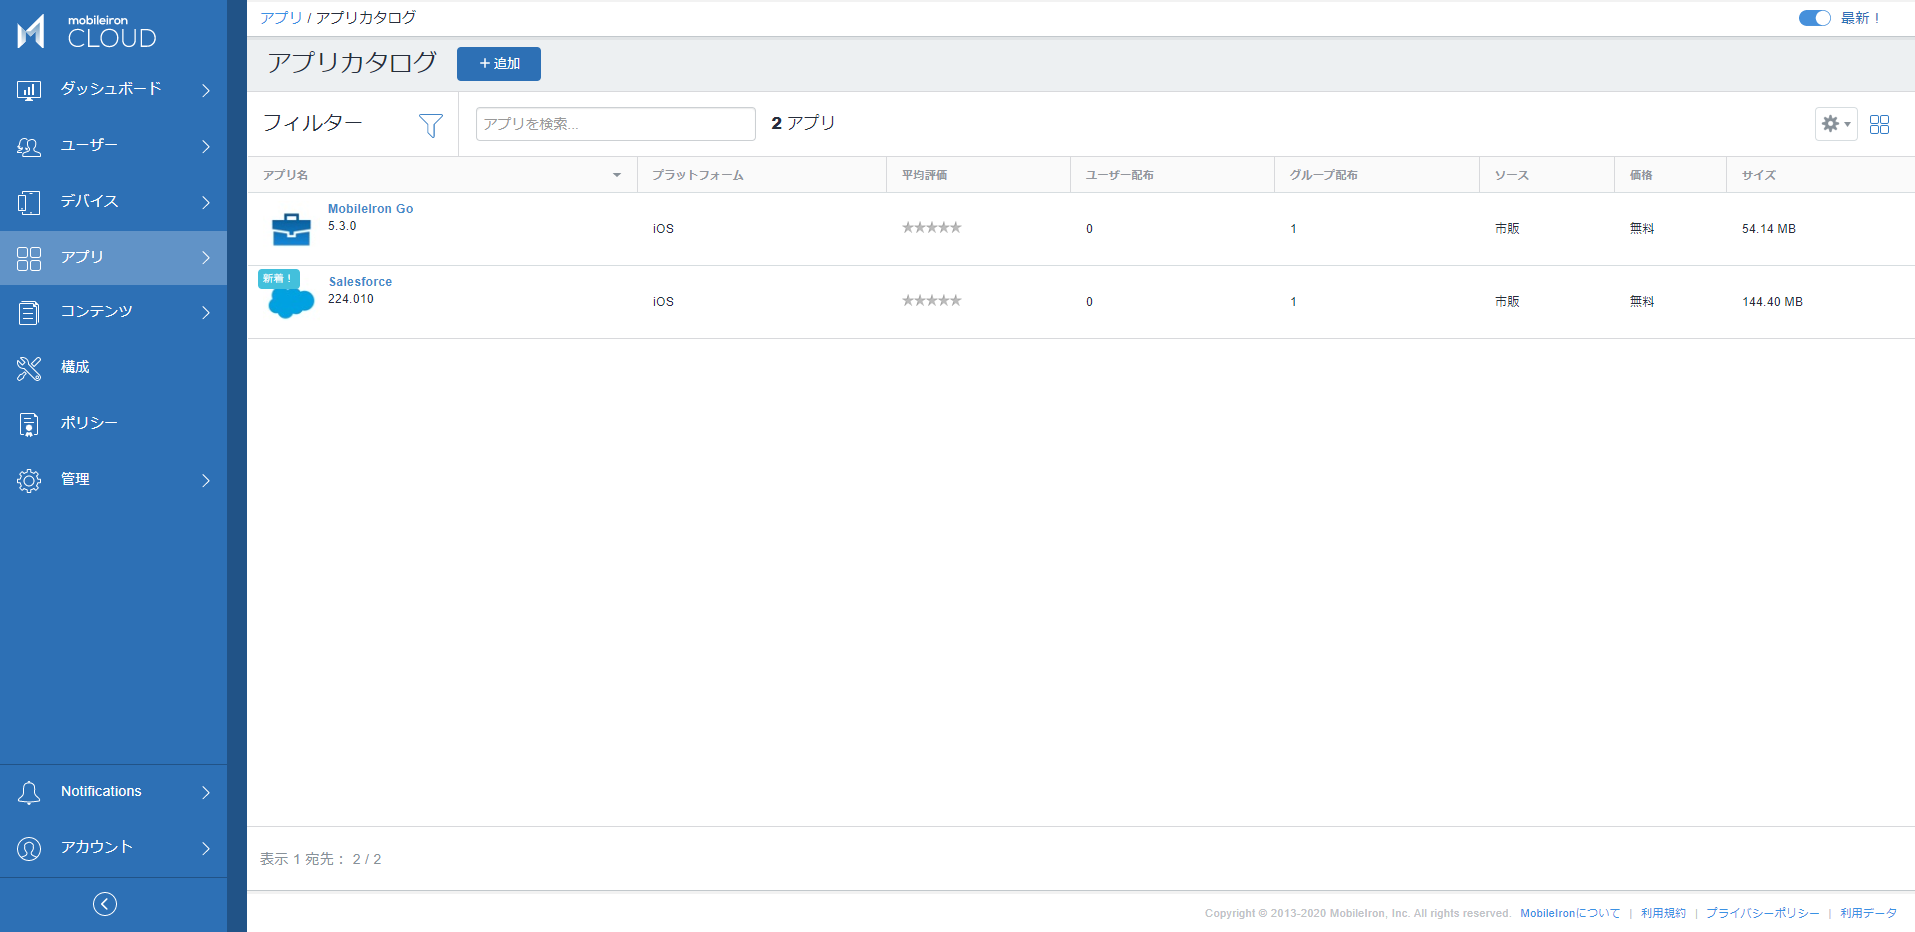 mobileiron
CLOUD
ダッシュボード
ユーザー
デバイス
アプリ
コンテンツ
構成
ポリシー
管理
Notifications
アカウント
アプリ / アプリカタログ
最新！
アプリカタログ
＋追加
フィルター
アプリを検索...
2 アプリ
アプリ名 プラットフォーム 平均評価 ユーザー配布 グループ配布 ソース 価格 サイズ
MobileIron Go
5.3.0
iOS ★★★★★ 0 1 市販 無料 54.14 MB
新着！
Salesforce
224.010
iOS ★★★★★ 0 1 市販 無料 144.40 MB
表示 1 宛先： 2 / 2
Copyright © 2013-2020 MobileIron, Inc. All rights reserved. MobileIronについて | 利用規約 | プライバシーポリシー | 利用データ